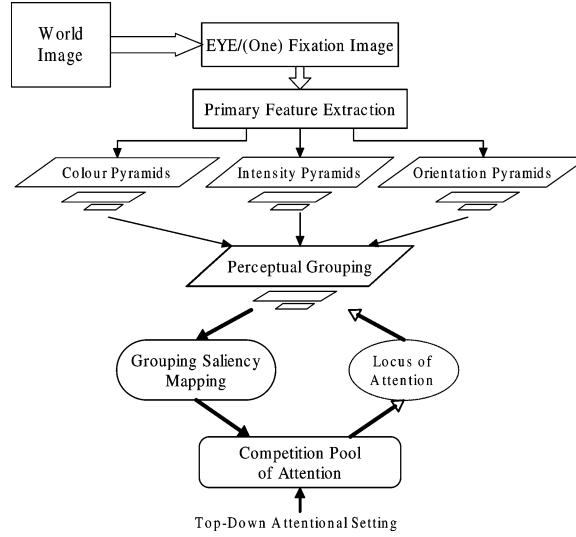 World
Image
EYE/(One) Fixation Image
Primary Feature Extraction
Colour Pyramids
Intensity Pyramids
Orientation Pyramids
Perceptual Grouping
Grouping Saliency
Mapping
Locus of
Attention
Competition Pool
of Attention
Top-Down Attentional Setting